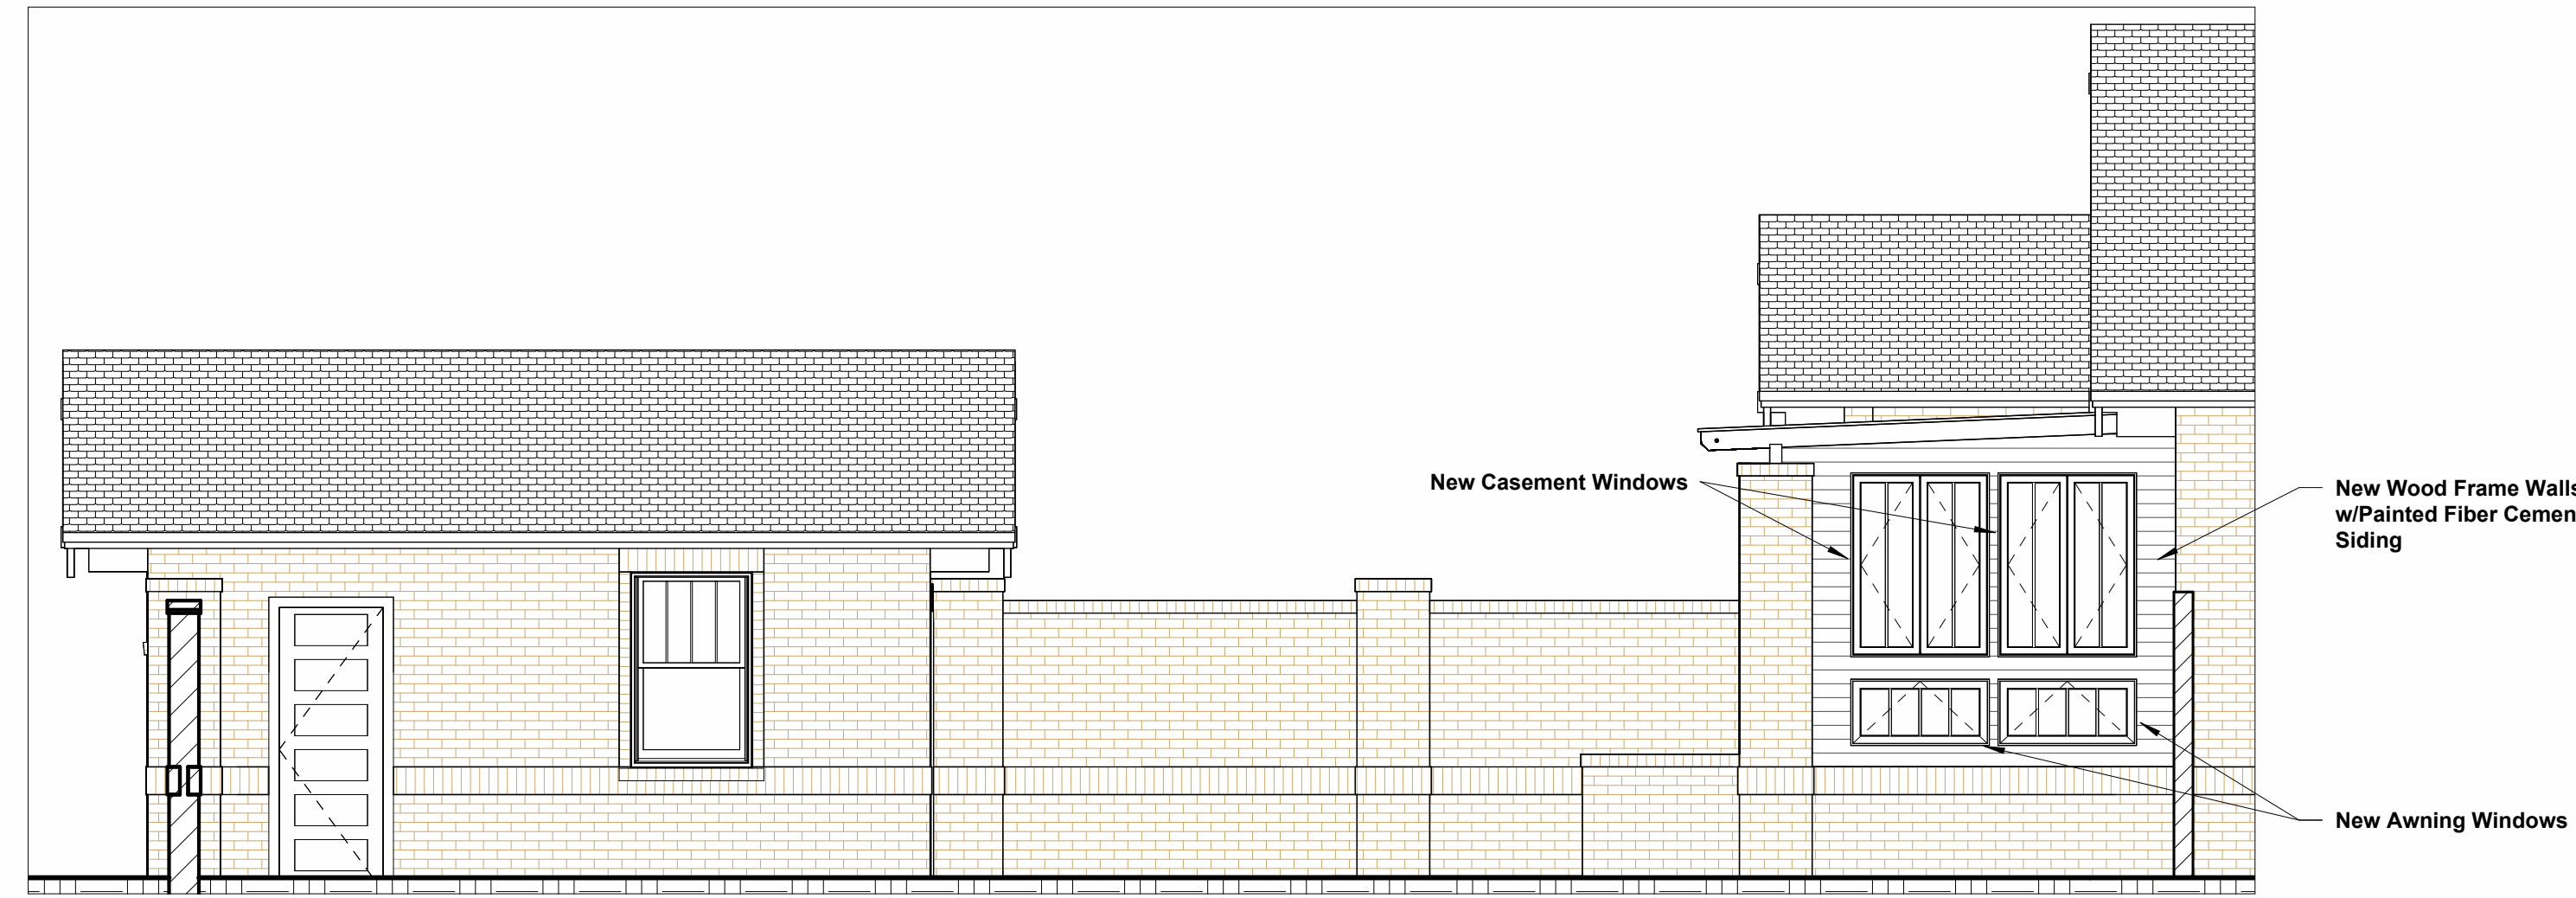 New Casement Windows
New Wood Frame Walls
w/Painted Fiber Cemen
Siding
New Awning Windows